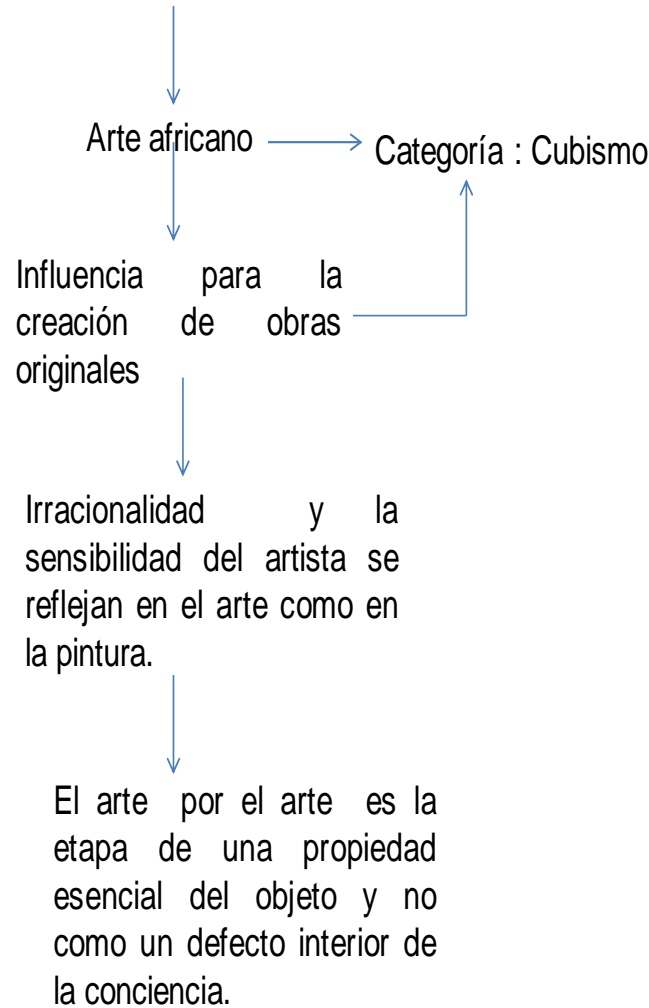 Arte africano
Categoría : Cubismo
Influencia para la
creación de obras
originales
Irracionalidad y la
sensibilidad del artista se
reflejan en el arte como en
la pintura.
El arte por el arte es la
etapa de una propiedad
esencial del objeto y no
como un defecto interior de
la conciencia.